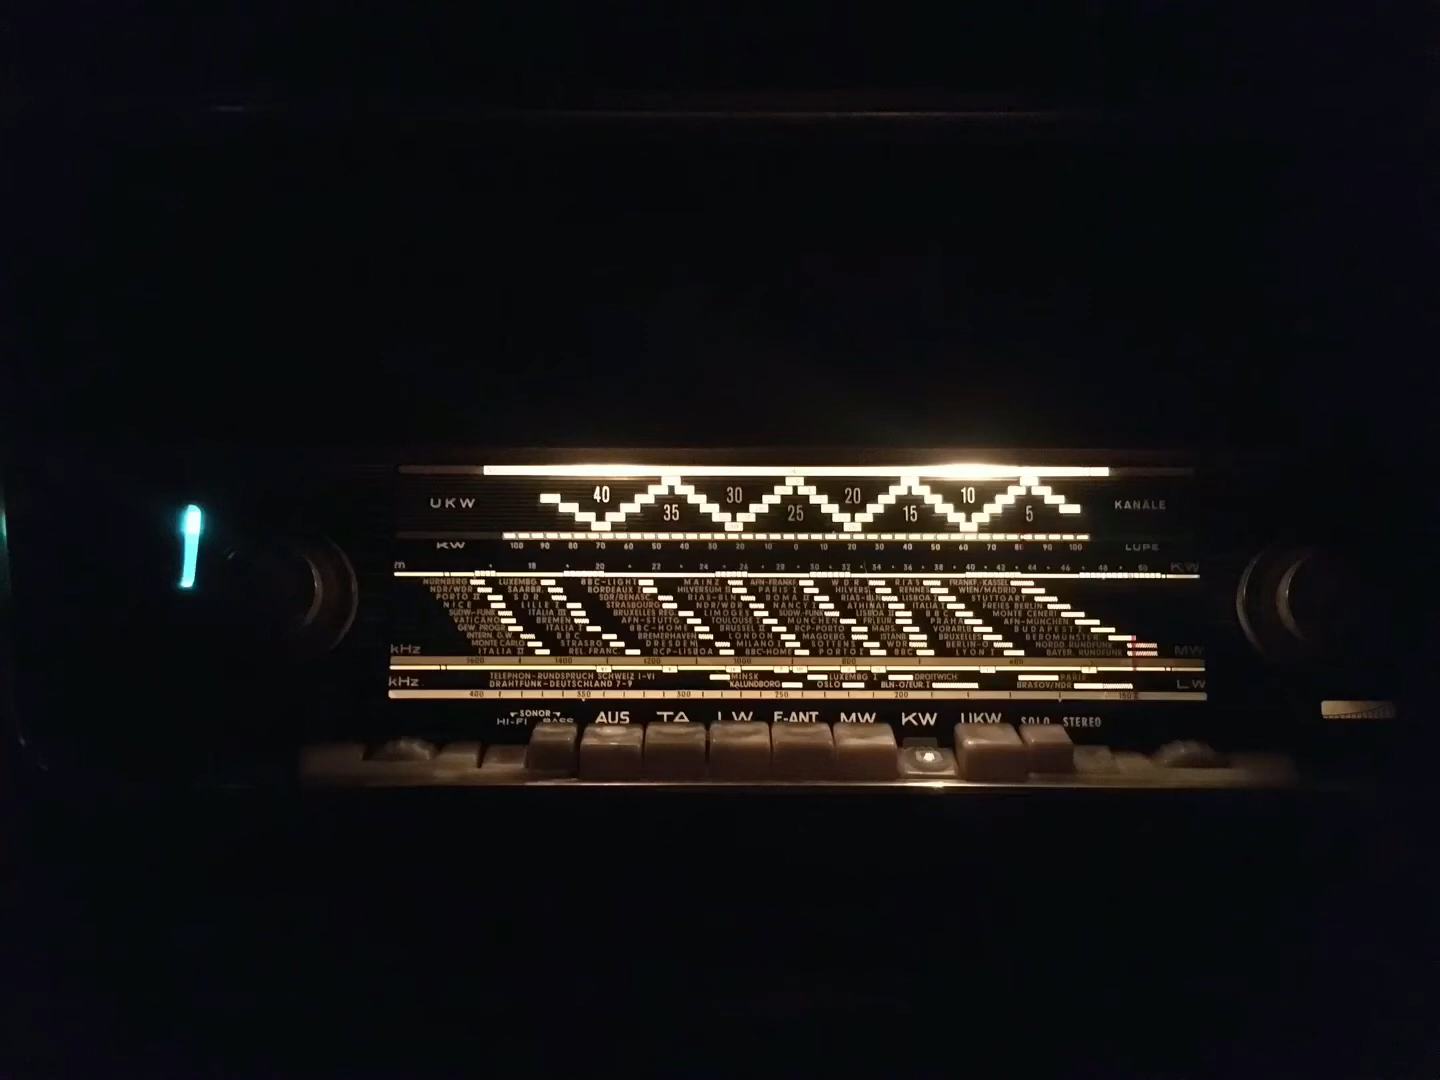 40 30 20 10
UKW KANÄLE
35 25 15 5
KW 100 90 80 70 60 50 40 30 20 10 0 10 20 30 40 50 60 70 80 90 100 LUPE
m 18 20 22 24 26 28 30 32 34 36 38 40 42 44 46 48 50 KW
NÜRNBERG LUXEMBG. BBC-LIGHT MAINZ AFN-FRANKF. WDR RIAS FRANKF.-KASSEL
NDR/WDR SAARBR. BORDEAUX I HILVERSUM II PARIS I HILVERS. RENNES WIEN/MADRID
PORTO II SDR SDR/RENASC. RIAS-BLN ROMA II RIAS-BLN LISBOA I STUTTGART
NICE LILLE I STRASBOURG NDR/WDR NANCY I ATHINAI ITALIA FREIES BERLIN
SÜDW.-FUNK ITALIA III BRUXELLES REG. LIMOGES SÜDW.-FUNK LISBOA II BBC MONTE CENERI
VATICANO BREMEN AFN-STUTTG. TOULOUSE MÜNCHEN PRAHA AFN-MÜNCHEN
GEW. PROGR. ITALIA I BBC-HOME BRUSSEL II RCP-PORTO MARS. VORARLB. BUDAPEST I
INTERN. G.W. BBC BREMERHAVEN LONDON MAGDEBG. ISTANB. BRUXELLES BEROMÜNSTER
MONTE CARLO STRASBG. DRESDEN MILANO I SOTTENS WDR BERLIN-O NORDD. RUNDFUNK
kHz ITALIA II REL. FRANC. RCP-LISBOA BBC-HOME PORTO I BBC LYON I BAYER. RUNDFUNK MW
1600 1400 1200 1000 800 600
TELEPHON-RUNDSPRUCH SCHWEIZ I-VI MINSK LUXEMBG I DROITWICH PARIS
kHz DRAHTFUNK-DEUTSCHLAND 7-9 KALUNDBORG OSLO BLN-O/EUR. I BRASOV/NDR LW
400 350 300 250 200 150
SONOR
HI-FI BASS AUS TA LW F-ANT MW KW UKW SOLO STEREO